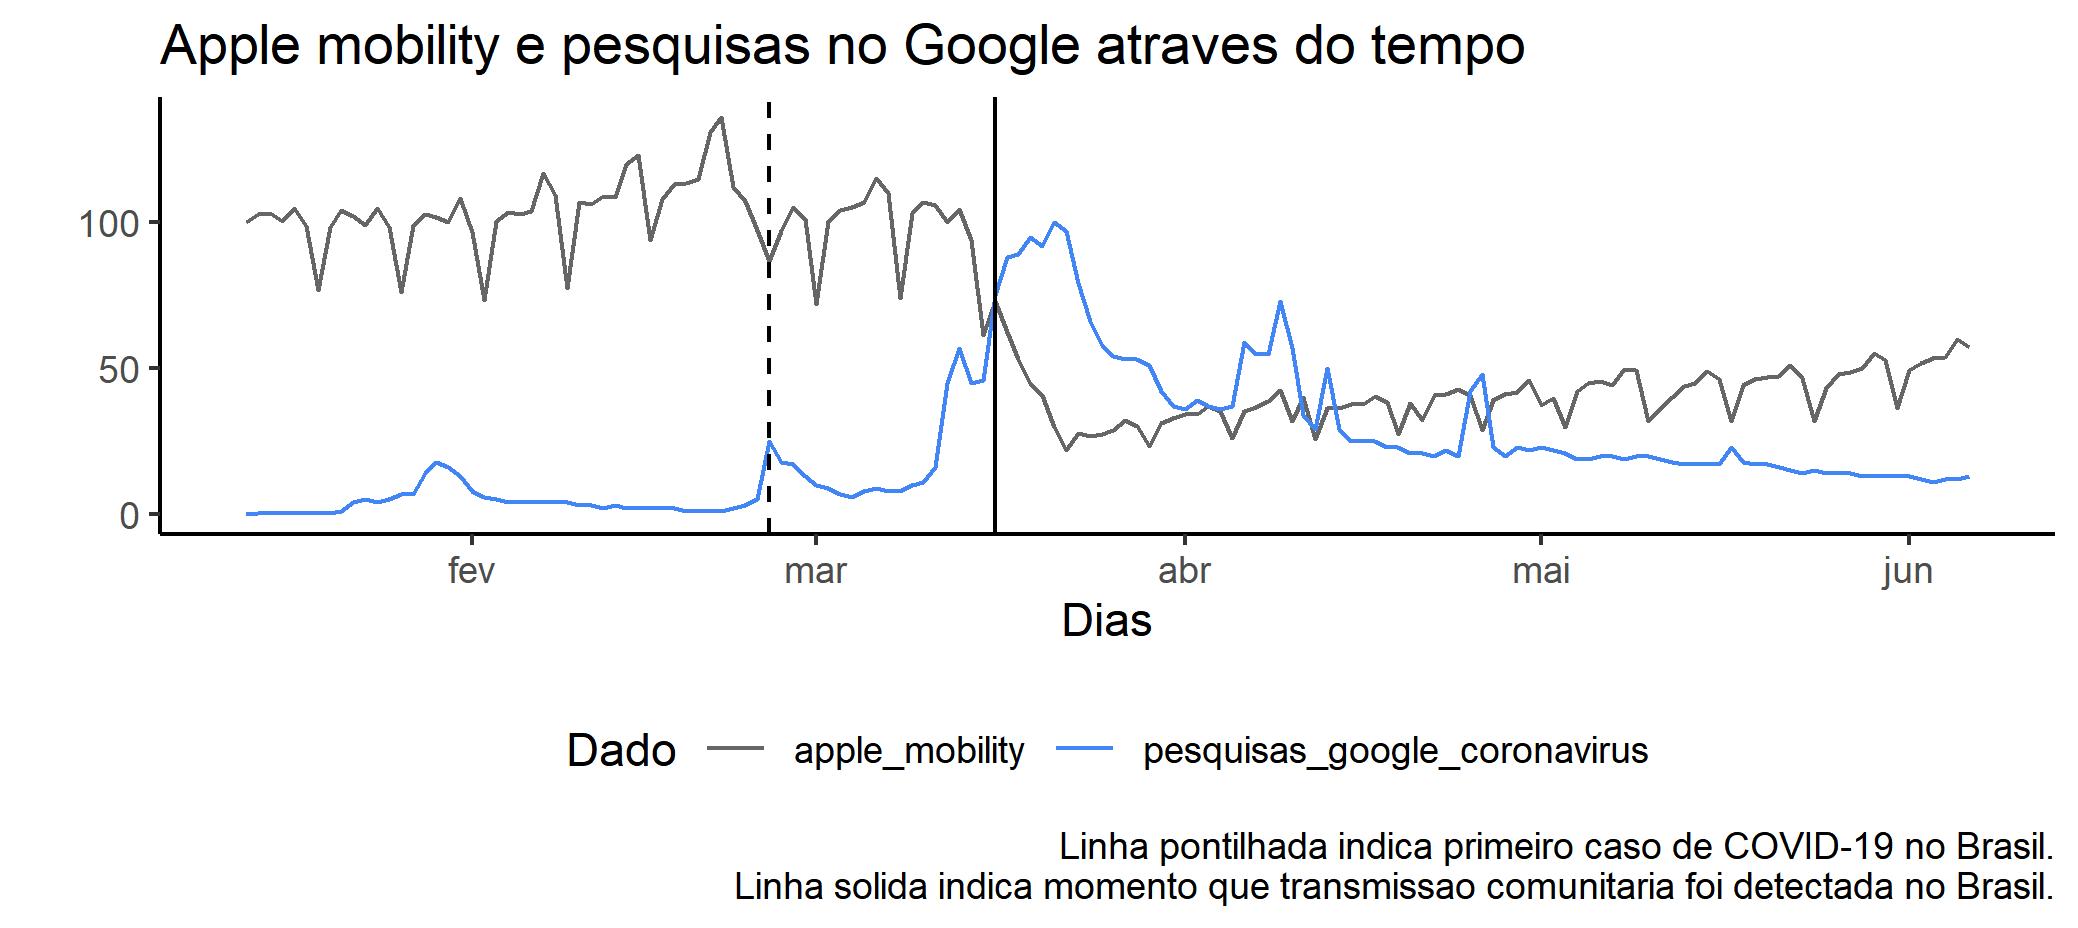 Apple mobility e pesquisas no Google atraves do tempo
100
50
0
fev mar abr mai jun
Dias
Dado apple_mobility pesquisas_google_coronavirus
Linha pontilhada indica primeiro caso de COVID-19 no Brasil.
Linha solida indica momento que transmissao comunitaria foi detectada no Brasil.